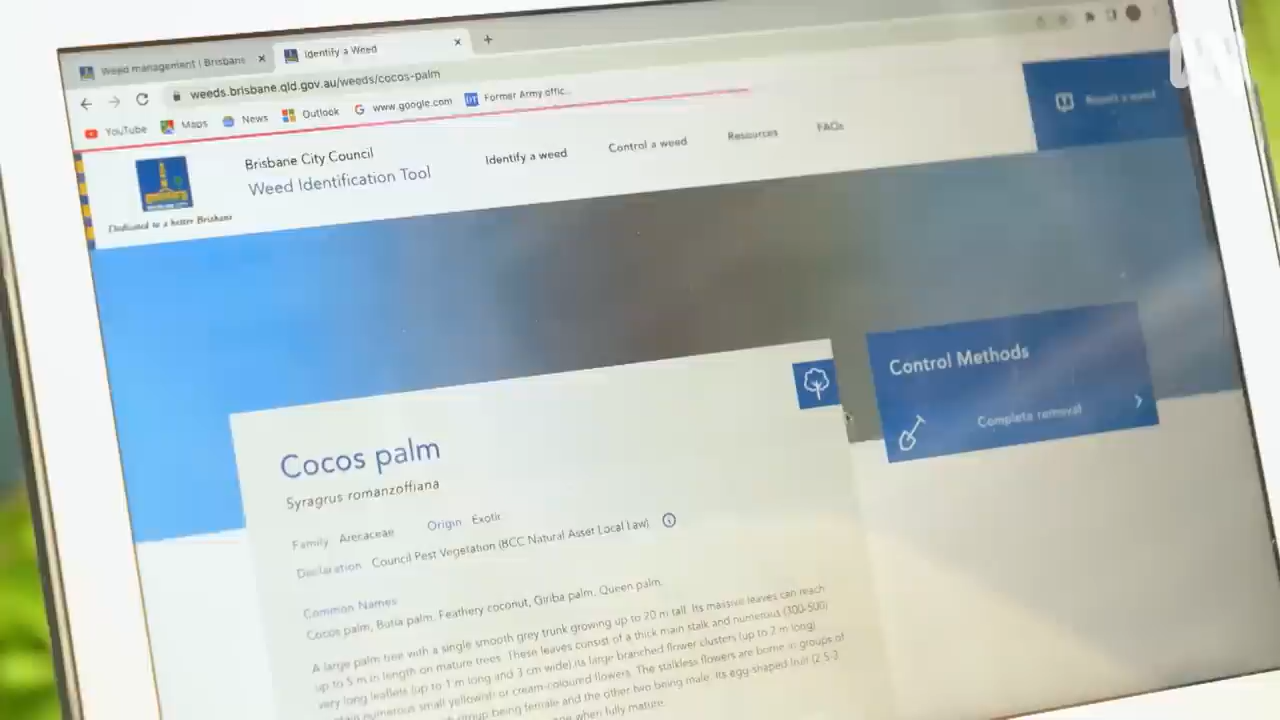 Weed management | Brisbane
Identify a Weed
weeds.brisbane.qld.gov.au/weeds/cocos-palm
YouTube Maps News Outlook www.google.com Former Army offic...
Brisbane City Council
Weed Identification Tool
Dedicated to a better Brisbane
Identify a weed Control a weed Resources FAQs
Report a weed
Control Methods
Complete removal
Cocos palm
Syragrus romanzoffiana
Family Arecaceae Origin Exotic
Declaration Council Pest Vegetation (BCC Natural Asset Local Law)
Common Names
Cocos palm, Butia palm, Feathery coconut, Giriba palm, Queen palm.
A large palm tree with a single smooth grey trunk growing up to 20 m tall. Its massive leaves can reach
up to 5 m in length on mature trees. These leaves consist of a thick main stalk and numerous (300-500)
very long leaflets (up to 1 m long and 3 cm wide) its large branched flower clusters (up to 2 m long)
numerous small yellowish or cream-coloured flowers. The stalkless flowers are borne in groups of
group being female and the other two being male. Its egg-shaped fruit (2.5-3
when fully mature.